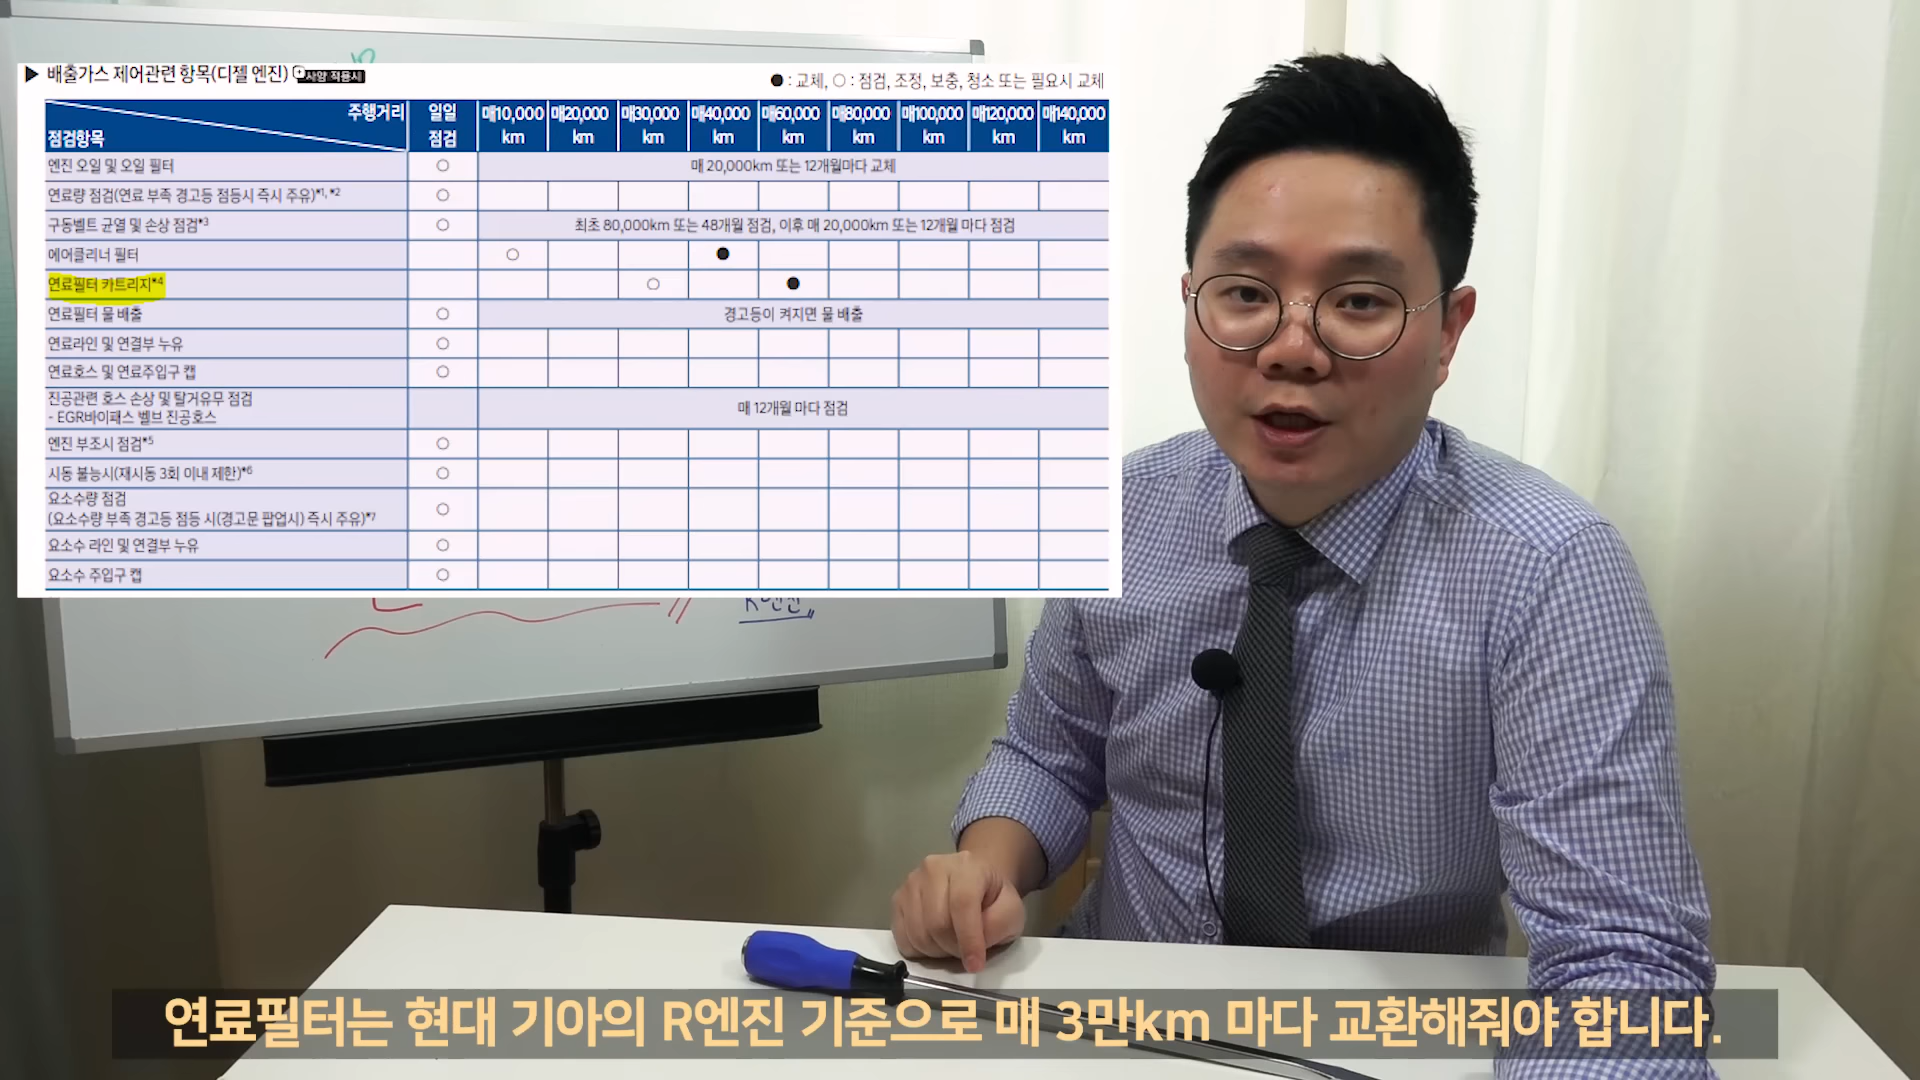 ▶ 배출가스 제어관련 항목(디젤 엔진) 사양 적용시
● : 교체, ○ : 점검, 조정, 보충, 청소 또는 필요시 교체
주행거리
점검항목
일일
점검
매10,000
km
매20,000
km
매30,000
km
매40,000
km
매60,000
km
매80,000
km
매100,000
km
매120,000
km
매140,000
km
엔진 오일 및 오일 필터 ○ 매 20,000km 또는 12개월마다 교체
연료량 점검(연료 부족 경고등 점등시 즉시 주유)*1, *2 ○
구동벨트 균열 및 손상 점검*3 ○ 최초 80,000km 또는 48개월 점검, 이후 매 20,000km 또는 12개월 마다 점검
에어클리너 필터 ○ ●
연료필터 카트리지*4 ○ ●
연료필터 물 배출 ○ 경고등이 켜지면 물 배출
연료라인 및 연결부 누유 ○
연료호스 및 연료주입구 캡 ○
진공관련 호스 손상 및 탈거유무 점검
- EGR바이패스 벨브 진공호스
매 12개월 마다 점검
엔진 부조시 점검*5 ○
시동 불능시(재시동 3회 이내 제한)*6 ○
요소수량 점검
(요소수량 부족 경고등 점등 시(경고문 팝업시) 즉시 주유)*7 ○
요소수 라인 및 연결부 누유 ○
요소수 주입구 캡 ○
R엔진
연료필터는 현대 기아의 R엔진 기준으로 매 3만km 마다 교환해줘야 합니다.